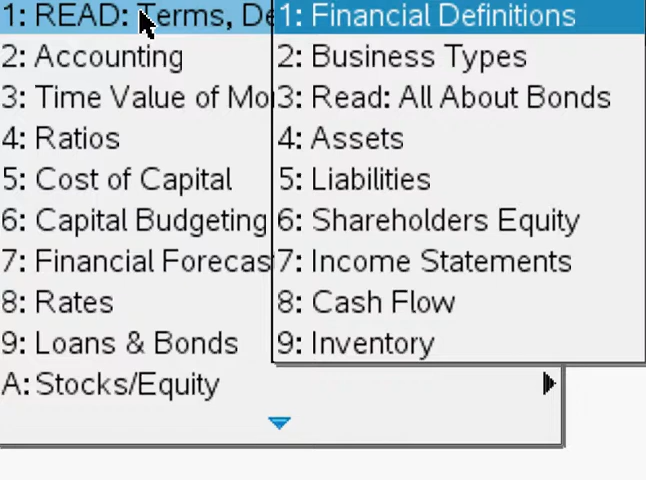 1: READ: Terms, De
2: Accounting
3: Time Value of Mo
4: Ratios
5: Cost of Capital
6: Capital Budgeting
7: Financial Forecas
8: Rates
9: Loans & Bonds
A: Stocks/Equity
1: Financial Definitions
2: Business Types
3: Read: All About Bonds
4: Assets
5: Liabilities
6: Shareholders Equity
7: Income Statements
8: Cash Flow
9: Inventory